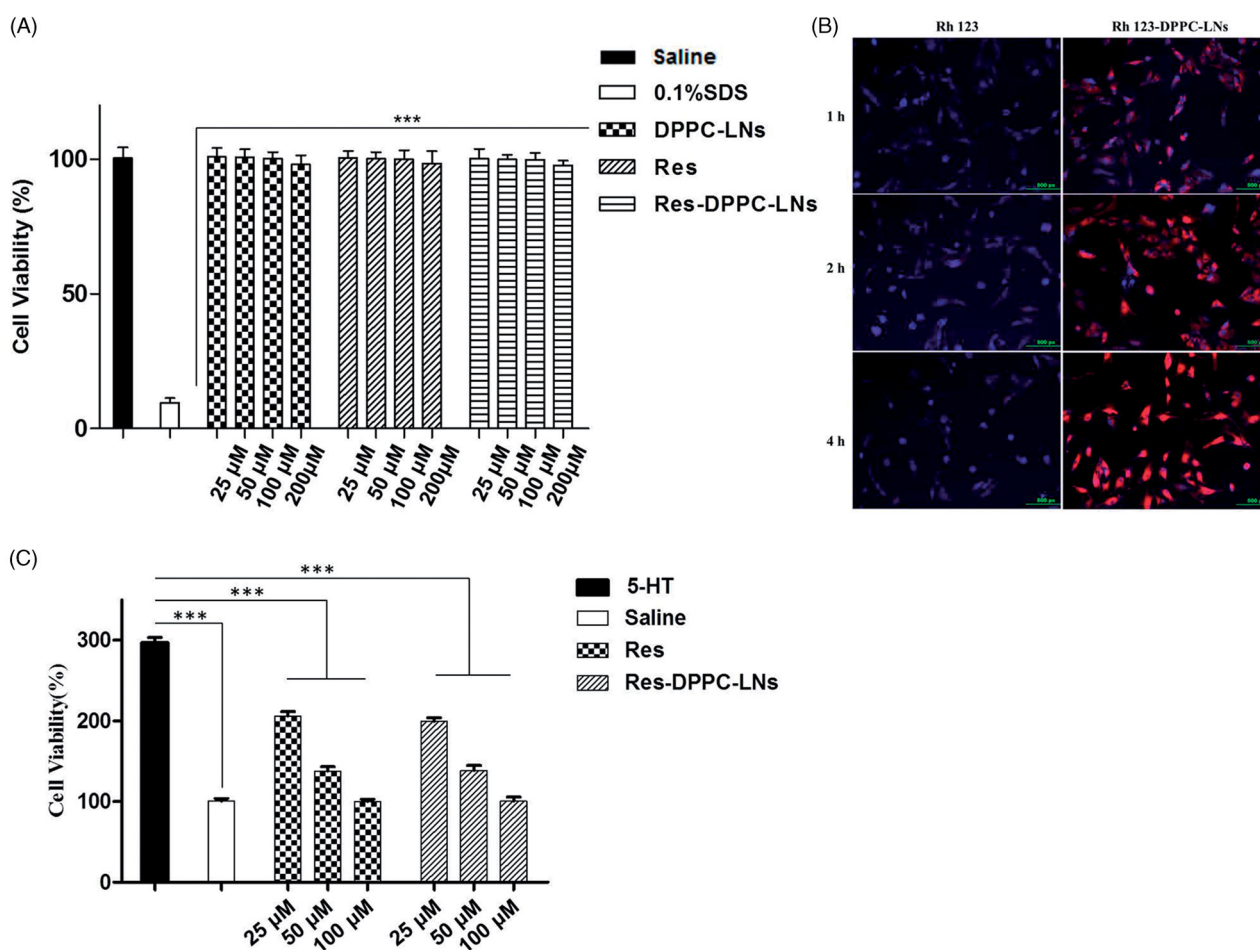 (A)
Cell Viability (%)
100
50
0
***
25 µM
50 µM
100 µM
200µM
25 µM
50 µM
100 µM
200µM
25 µM
50 µM
100 µM
200µM
Saline
0.1%SDS
DPPC-LNs
Res
Res-DPPC-LNs
(B)
Rh 123
Rh 123-DPPC-LNs
1 h
2 h
4 h
(C)
Cell Viability(%)
300
200
100
0
***
***
***
25 µM
50 µM
100 µM
25 µM
50 µM
100 µM
5-HT
Saline
Res
Res-DPPC-LNs